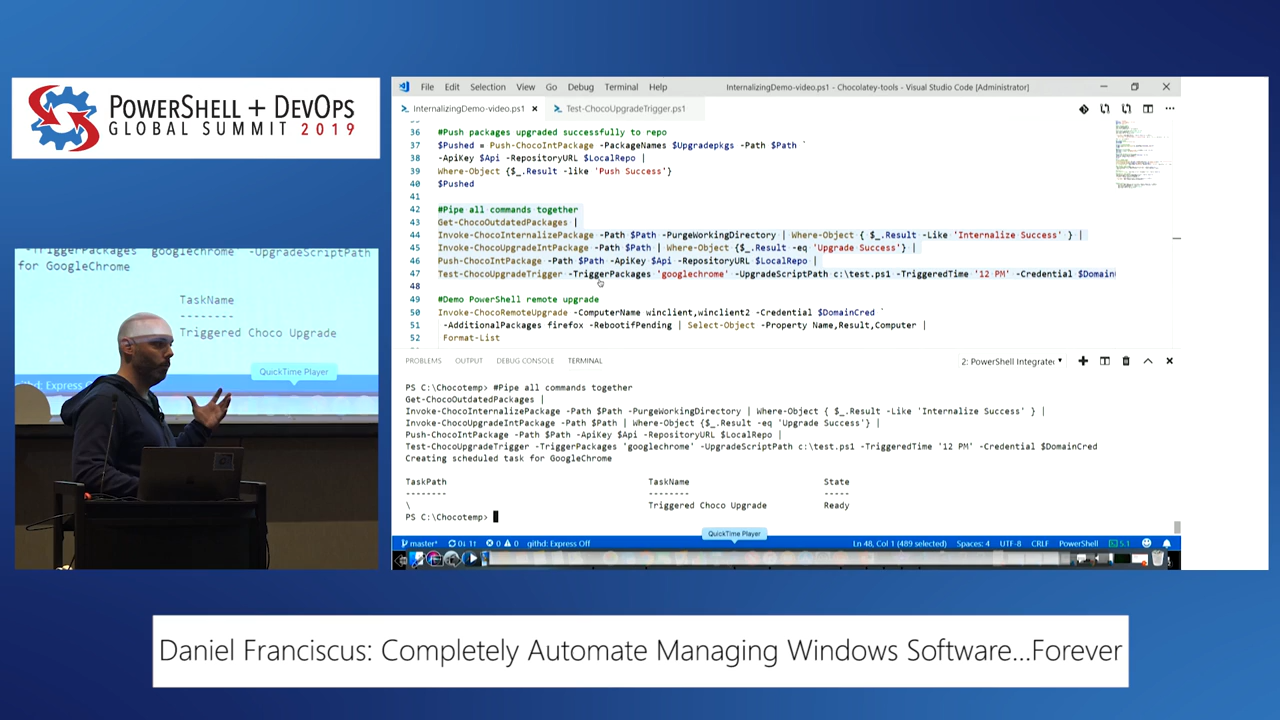 POWERSHELL + DEVOPS
GLOBAL SUMMIT 2019
-TriggerPackages 'googlechrome' -UpgradeScriptPath
for GoogleChrome
TaskName
--------
Triggered Choco Upgrade
githd: Express Off
QuickTime Player
File Edit Selection View Go Debug Terminal Help InternalizingDemo-video.ps1 - Chocolatey-tools - Visual Studio Code [Administrator]
InternalizingDemo-video.ps1 Test-ChocoUpgradeTrigger.ps1
36 #Push packages upgraded successfully to repo
37 $Pushed = Push-ChocoIntPackage -PackageNames $Upgradepkgs -Path $Path `
38 -ApiKey $Api -RepositoryURL $LocalRepo |
39 Where-Object {$_.Result -like 'Push Success'}
40 $Pushed
41
42 #Pipe all commands together
43 Get-ChocoOutdatedPackages |
44 Invoke-ChocoInternalizePackage -Path $Path -PurgeWorkingDirectory | Where-Object { $_.Result -Like 'Internalize Success' } |
45 Invoke-ChocoUpgradeIntPackage -Path $Path | Where-Object {$_.Result -eq 'Upgrade Success'} |
46 Push-ChocoIntPackage -Path $Path -ApiKey $Api -RepositoryURL $LocalRepo |
47 Test-ChocoUpgradeTrigger -TriggerPackages 'googlechrome' -UpgradeScriptPath c:\test.ps1 -TriggeredTime '12 PM' -Credential $Domain
48
49 #Demo PowerShell remote upgrade
50 Invoke-ChocoRemoteUpgrade -ComputerName winclient,winclient2 -Credential $DomainCred `
51 -AdditionalPackages firefox -RebootifPending | Select-Object -Property Name,Result,Computer |
52 Format-List
PROBLEMS OUTPUT DEBUG CONSOLE TERMINAL 2: PowerShell Integrate
PS C:\Chocotemp> #Pipe all commands together
Get-ChocoOutdatedPackages |
Invoke-ChocoInternalizePackage -Path $Path -PurgeWorkingDirectory | Where-Object { $_.Result -Like 'Internalize Success' } |
Invoke-ChocoUpgradeIntPackage -Path $Path | Where-Object {$_.Result -eq 'Upgrade Success'} |
Push-ChocoIntPackage -Path $Path -ApiKey $Api -RepositoryURL $LocalRepo |
Test-ChocoUpgradeTrigger -TriggerPackages 'googlechrome' -UpgradeScriptPath c:\test.ps1 -TriggeredTime '12 PM' -Credential $DomainCred
Creating scheduled task for GoogleChrome
TaskPath TaskName State
-------- -------- -----
\ Triggered Choco Upgrade Ready
PS C:\Chocotemp>
QuickTime Player
master* 0↓ 1↑ 0 0 githd: Express Off Ln 48, Col 1 (489 selected) Spaces: 4 UTF-8 CRLF PowerShell 5.1
Daniel Franciscus: Completely Automate Managing Windows Software...Forever